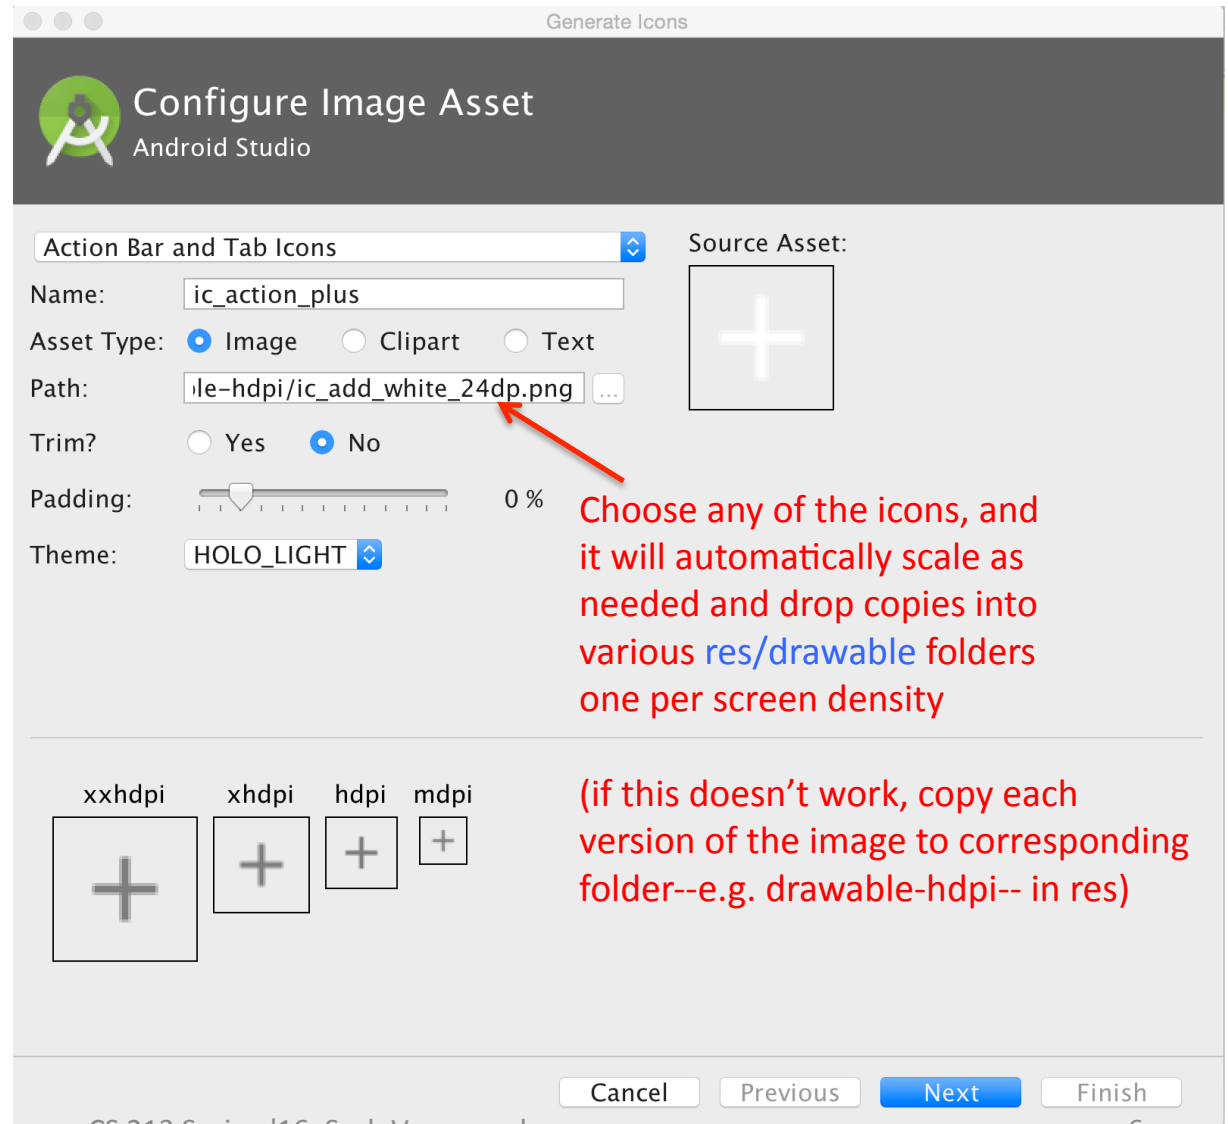 Generate Icons
Configure Image Asset
Android Studio
Action Bar and Tab Icons
Source Asset:
Name: ic_action_plus
Asset Type: Image Clipart Text
Path: le-hdpi/ic_add_white_24dp.png ...
Trim? Yes No
Padding: 0 %
Theme: HOLO_LIGHT
Choose any of the icons, and
it will automatically scale as
needed and drop copies into
various res/drawable folders
one per screen density
xxhdpi xhdpi hdpi mdpi
(if this doesn’t work, copy each
version of the image to corresponding
folder--e.g. drawable-hdpi-- in res)
Cancel Previous Next Finish